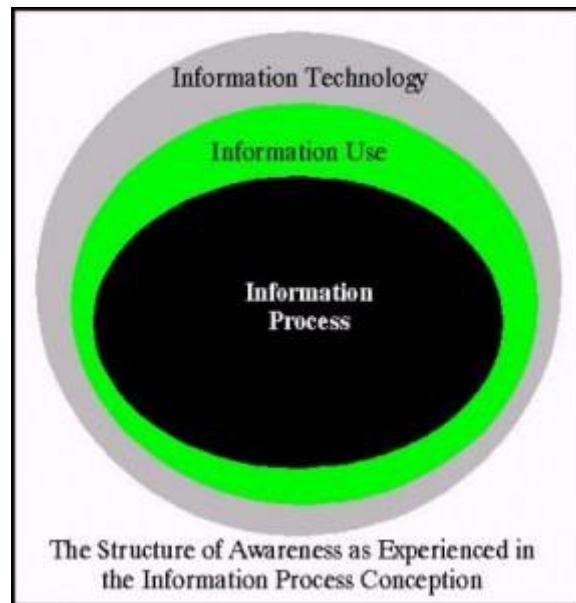 Information Technology
Information Use
Information
Process
The Structure of Awareness as Experienced in
the Information Process Conception